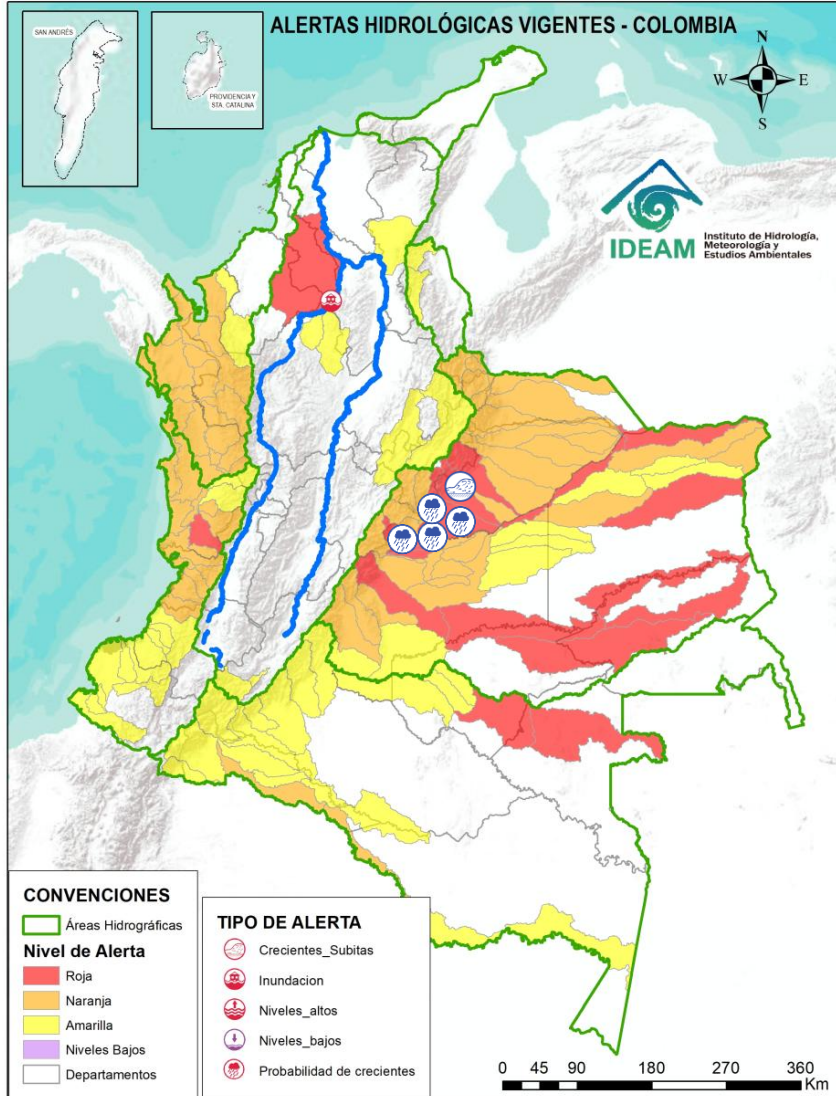 ALERTAS HIDROLÓGICAS VIGENTES - COLOMBIA
SAN ANDRÉS
PROVIDENCIA Y
STA. CATALINA
N
W
E
S
IDEAM
Instituto de Hidrología,
Meteorología y
Estudios Ambientales
CONVENCIONES
Áreas Hidrográficas
Nivel de Alerta
Roja
Naranja
Amarilla
Niveles Bajos
Departamentos
TIPO DE ALERTA
Crecientes_Subitas
Inundacion
Niveles_altos
Niveles_bajos
Probabilidad de crecientes
0 45 90 180 270 360
Km